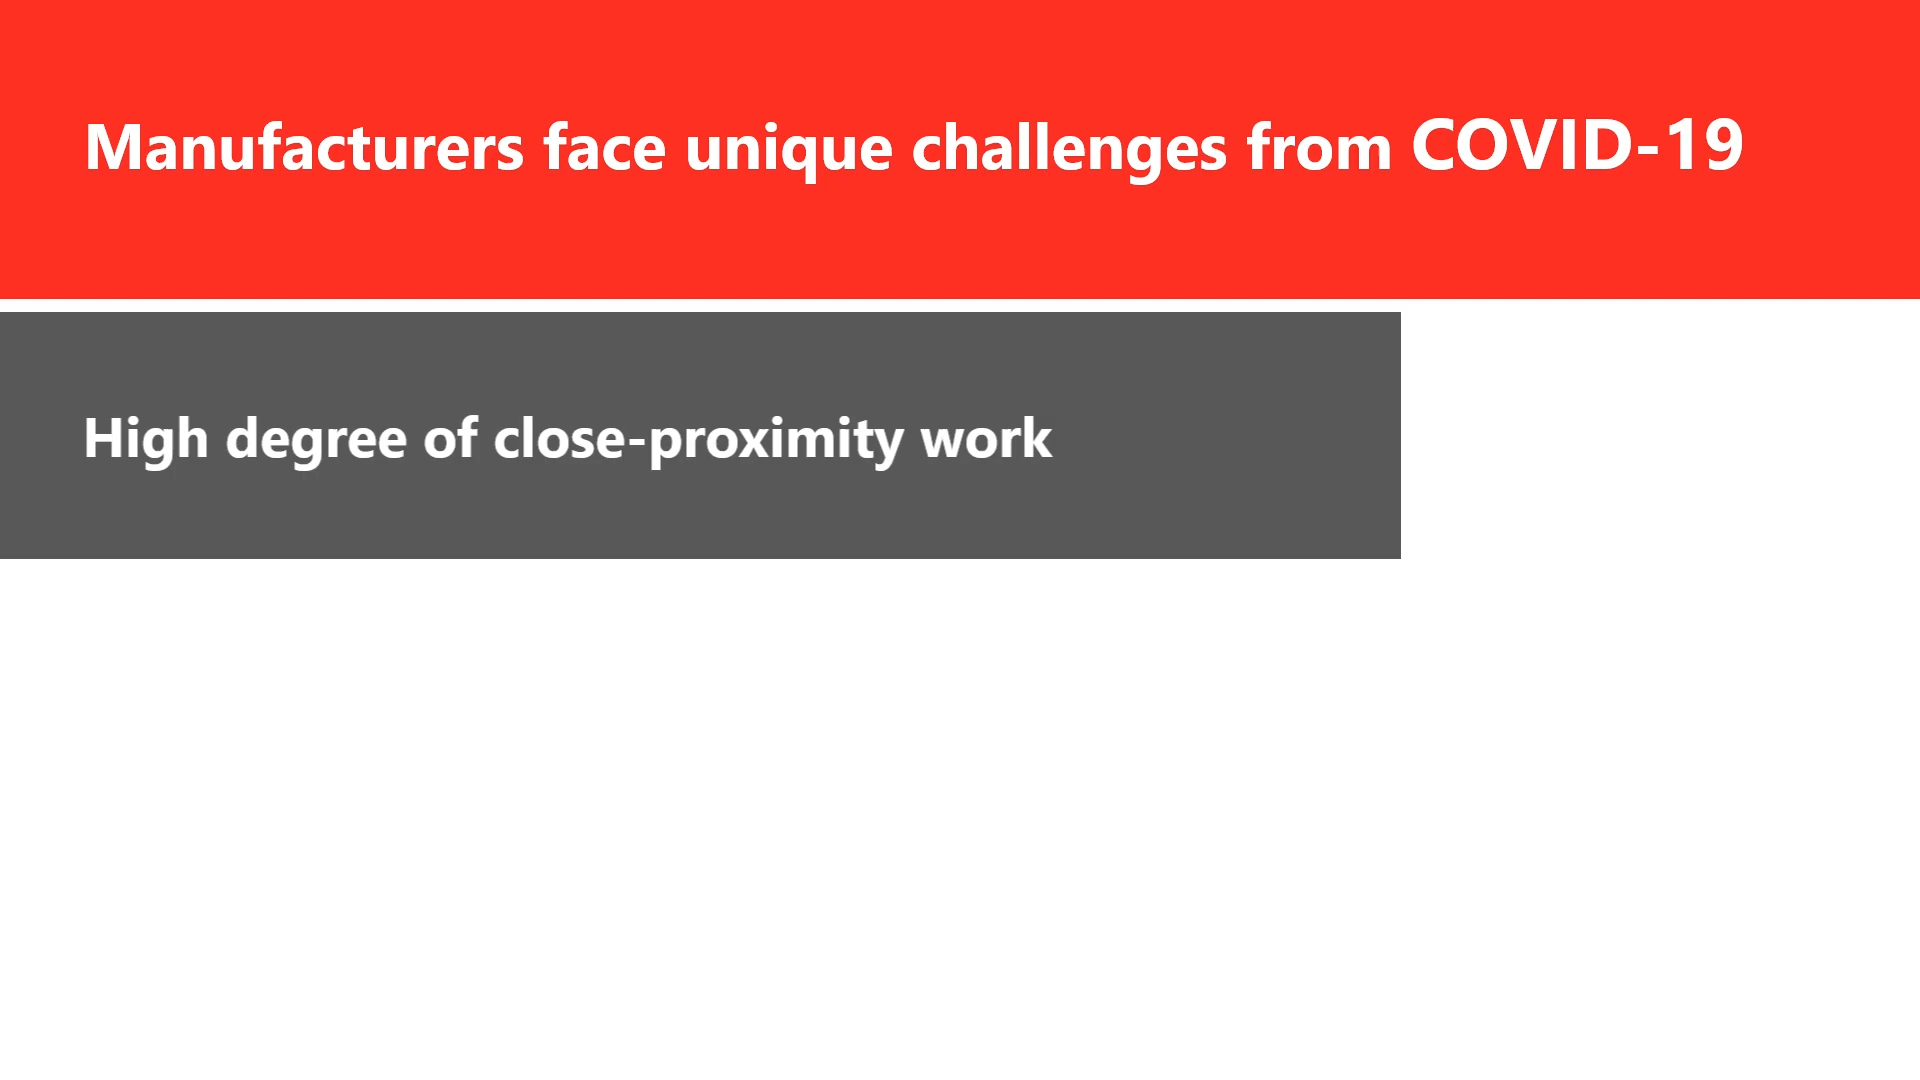 Manufacturers face unique challenges from COVID-19
High degree of close-proximity work